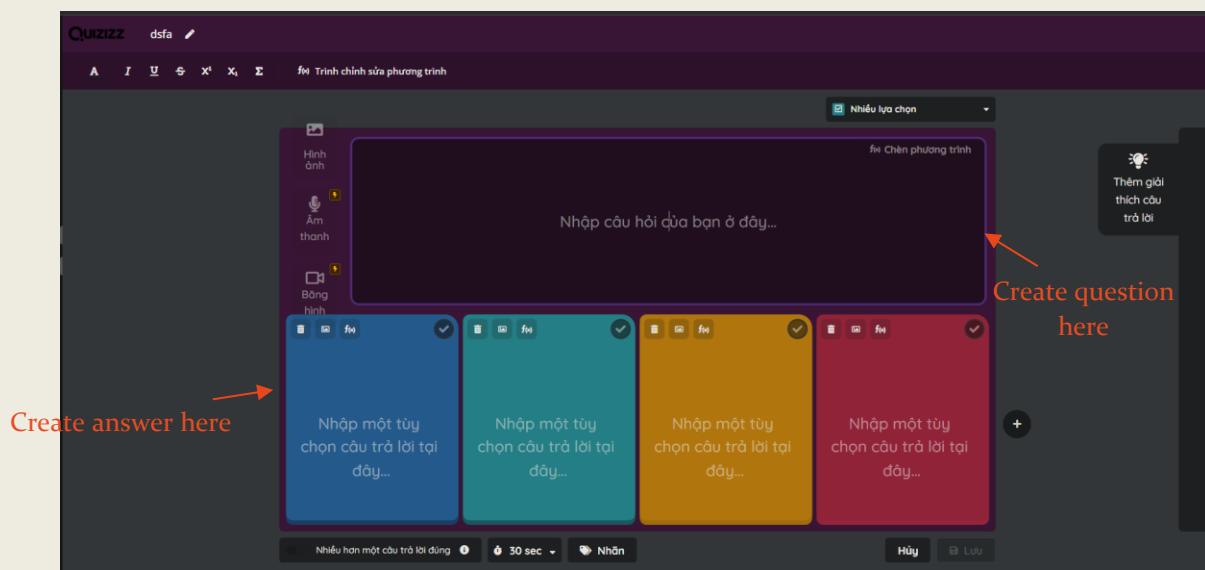 QUIZIZZ dsfa
A I U S X² X₁ Σ f(x) Trình chỉnh sửa phương trình
Nhiều lựa chọn
Hình
ảnh
f(x) Chèn phương trình
Âm
thanh
Nhập câu hỏi của bạn ở đây...
Băng
hình
Thêm giải
thích câu
trả lời
Create question
here
f(x)
f(x)
f(x)
f(x)
Create answer here
Nhập một tùy
chọn câu trả lời tại
đây...
Nhập một tùy
chọn câu trả lời tại
đây...
Nhập một tùy
chọn câu trả lời tại
đây...
Nhập một tùy
chọn câu trả lời tại
đây...
+
Nhiều hơn một câu trả lời đúng 30 sec Nhãn Hủy Lưu